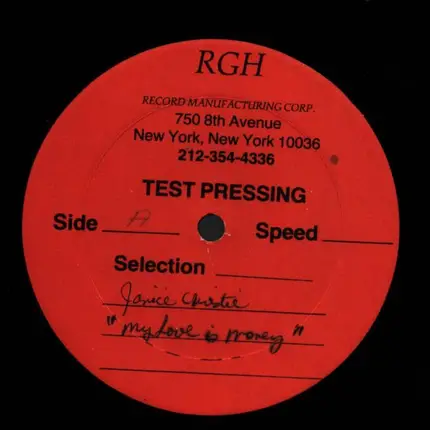 RGH
RECORD MANUFACTURING CORP.
750 8th Avenue
New York, New York 10036
212-354-4336
TEST PRESSING
Side A Speed
Selection
Janice Christie
"My Love is money"